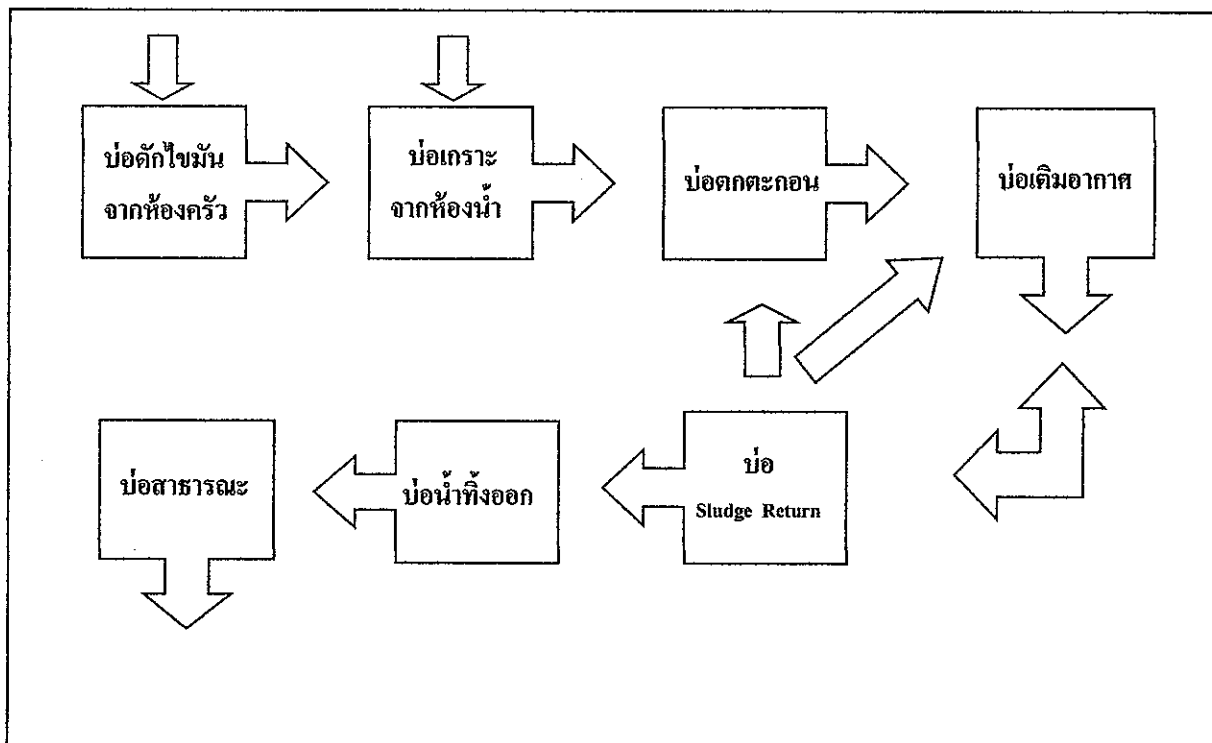 บ่อดักไขมัน
จากห้องครัว
บ่อเกราะ
จากห้องน้ำ
บ่อตกตะกอน
บ่อเติมอากาศ
บ่อสาธารณะ
บ่อน้ำทิ้งออก
บ่อ
Sludge Return